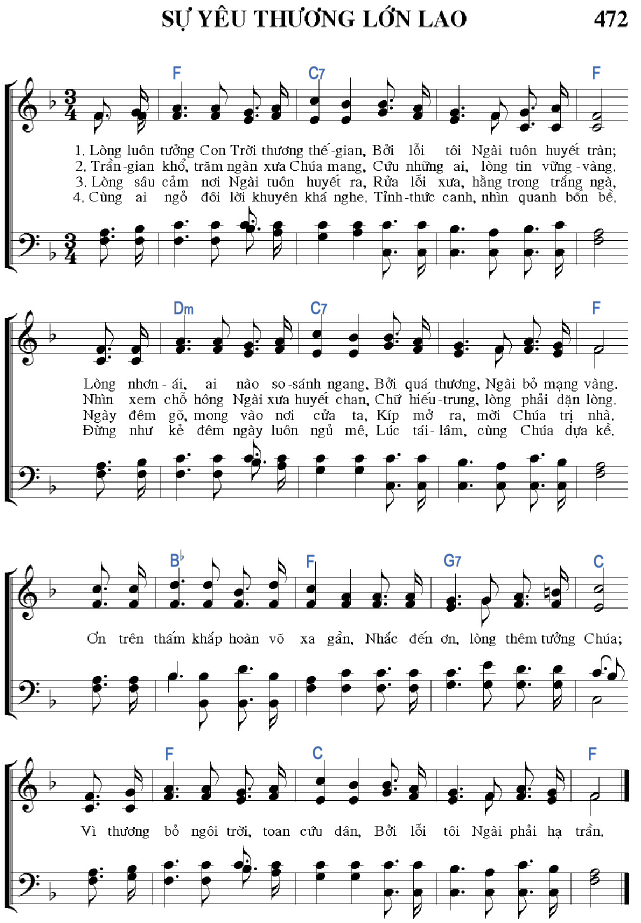 SỰ YÊU THƯƠNG LỚN LAO 472
F C7 F
1. Lòng luôn tưởng Con Trời thương thế-gian, Bởi lỗi tôi Ngài tuôn huyết tràn;
2. Trần-gian khổ, trăm ngàn xưa Chúa mang, Cứu những ai, lòng tin vững-vàng,
3. Lòng sầu cảm nơi Ngài tuôn huyết ra, Rửa lỗi xưa, hằng trong trắng ngà,
4. Cùng ai ngỏ đôi lời khuyên khá nghe, Tỉnh-thức canh, nhìn quanh bốn bề,
Dm C7 F
Lòng nhơn-ái, ai nào so-sánh ngang, Bởi quá thương, Ngài bỏ mạng vàng.
Nhìn xem chỗ hông Ngài xưa huyết chan, Chữ hiếu-trung, lòng phải dặn lòng.
Ngày đêm gõ, mong vào nơi cửa ta, Kíp mở ra, mời Chúa trị nhà.
Đừng như kẻ đêm ngày luôn ngủ mê, Lúc tái-lâm, cùng Chúa dựa kề.
B♭ F G7 C
Ơn trên thấm khắp hoàn võ xa gần, Nhắc đến ơn, lòng thêm tưởng Chúa;
F C F
Vì thương bỏ ngôi trời, toan cứu dân, Bởi lỗi tôi Ngài phải hạ trần.